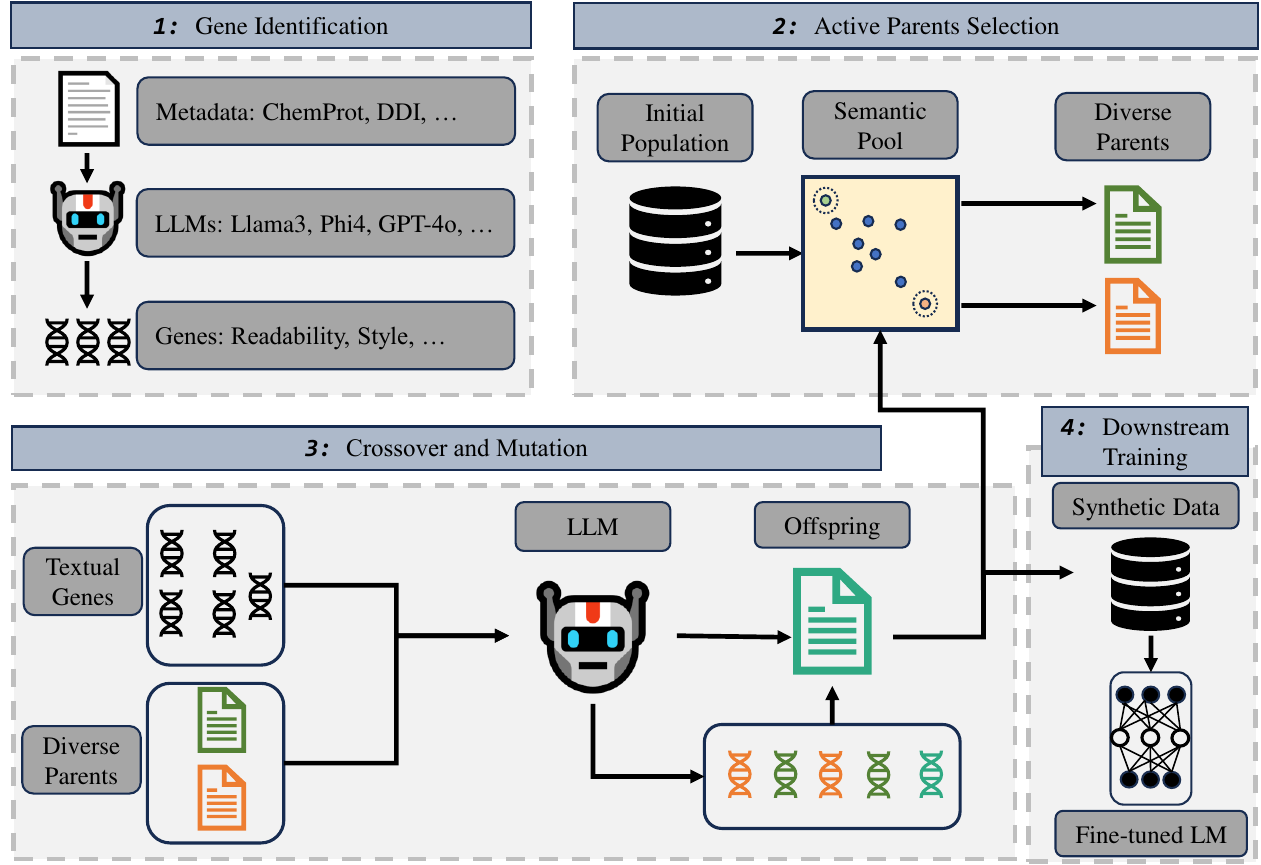 1: Gene Identification
Metadata: ChemProt, DDI, …
LLMs: Llama3, Phi4, GPT-4o, …
Genes: Readability, Style, …
2: Active Parents Selection
Initial
Population
Semantic
Pool
Diverse
Parents
3: Crossover and Mutation
Textual
Genes
Diverse
Parents
LLM
Offspring
4: Downstream
Training
Synthetic Data
Fine-tuned LM